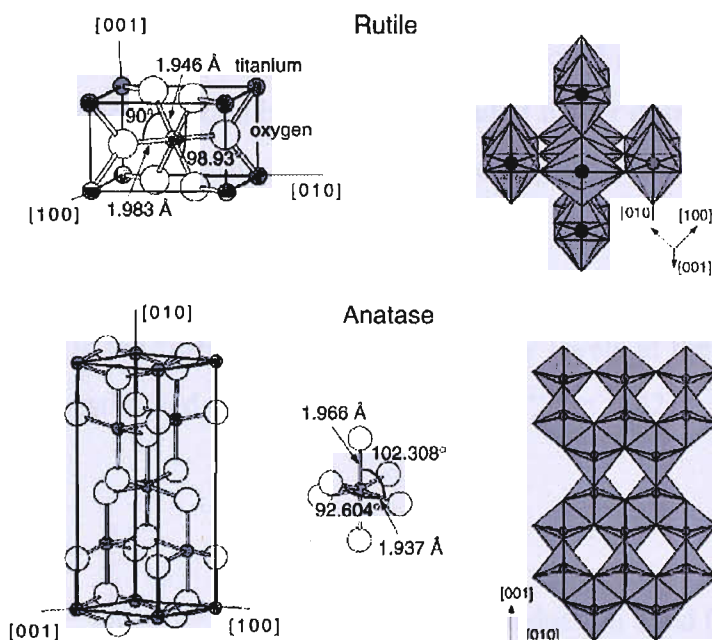 Rutile
[001]
1.946 Å titanium
90°
oxygen
98.93
[010]
[100]
1.983 Å
|010]
[100]
[001]
Anatase
[010]
1.966 Å
102.308°
92.604°
1.937 Å
[001]
[100]
[001]
[010]